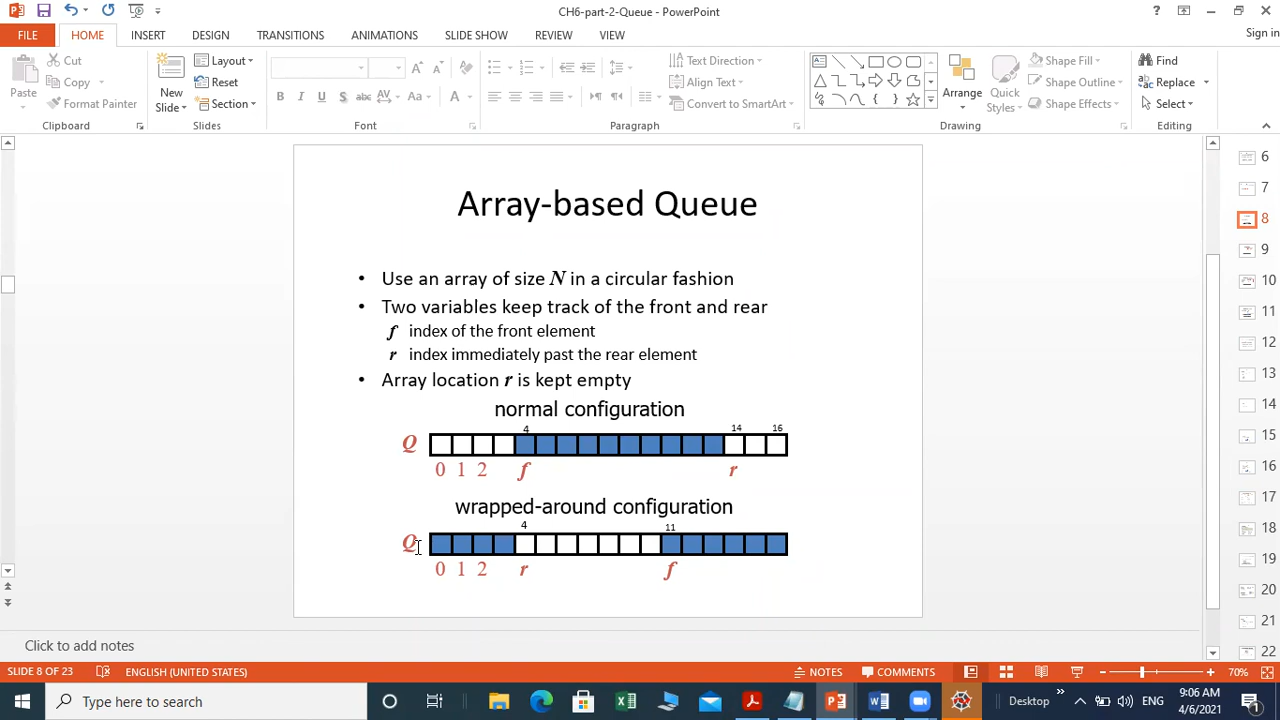 CH6-part-2-Queue - PowerPoint
?
FILE HOME INSERT DESIGN TRANSITIONS ANIMATIONS SLIDE SHOW REVIEW VIEW Sign in
Paste
Cut
Copy
Format Painter
Clipboard
New Slide
Layout
Reset
Section
Slides
B I U S abc AV Aa A
Font
Text Direction
Align Text
Convert to SmartArt
Paragraph
Arrange
Quick Styles
Shape Fill
Shape Outline
Shape Effects
Drawing
Find
Replace
Select
Editing
Array-based Queue
• Use an array of size N in a circular fashion
• Two variables keep track of the front and rear
f index of the front element
r index immediately past the rear element
• Array location r is kept empty
normal configuration
4 14 16
Q
0 1 2 f r
wrapped-around configuration
4 11
Q
0 1 2 r f
6
7
8
9
10
11
12
13
14
15
16
17
18
19
20
21
22
Click to add notes
SLIDE 8 OF 23 ENGLISH (UNITED STATES) NOTES COMMENTS 70%
Type here to search
Desktop
ENG
9:06 AM
4/6/2021
1